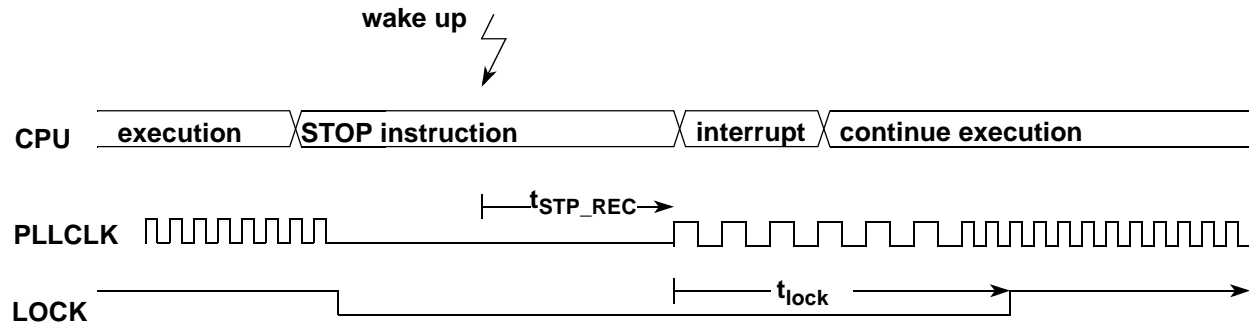 wake up
CPU execution STOP instruction interrupt continue execution
tSTP_REC
PLLCLK
tlock
LOCK